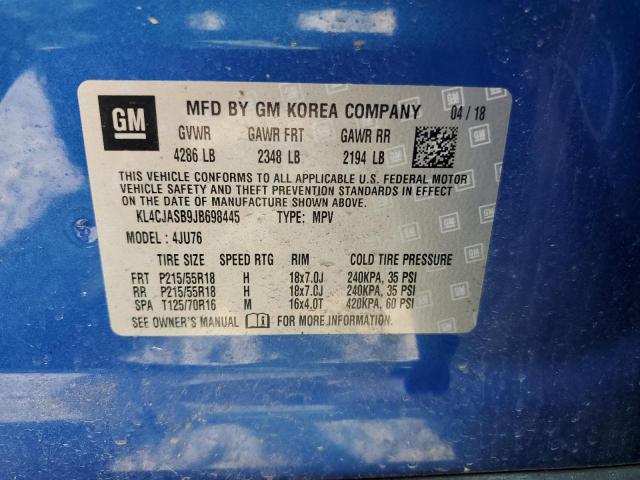 GM MFD BY GM KOREA COMPANY 04 / 18
GVWR GAWR FRT GAWR RR
4286 LB 2348 LB 2194 LB
THIS VEHICLE CONFORMS TO ALL APPLICABLE U.S. FEDERAL MOTOR
VEHICLE SAFETY AND THEFT PREVENTION STANDARDS IN EFFECT
ON THE DATE OF MANUFACTURE SHOWN ABOVE.
KL4CJASB9JB698445 TYPE: MPV
MODEL: 4JU76
TIRE SIZE SPEED RTG RIM COLD TIRE PRESSURE
FRT P215/55R18 H 18x7.0J 240KPA, 35 PSI
RR P215/55R18 H 18x7.0J 240KPA, 35 PSI
SPA T125/70R16 M 16x4.0T 420KPA, 60 PSI
SEE OWNER'S MANUAL FOR MORE INFORMATION.